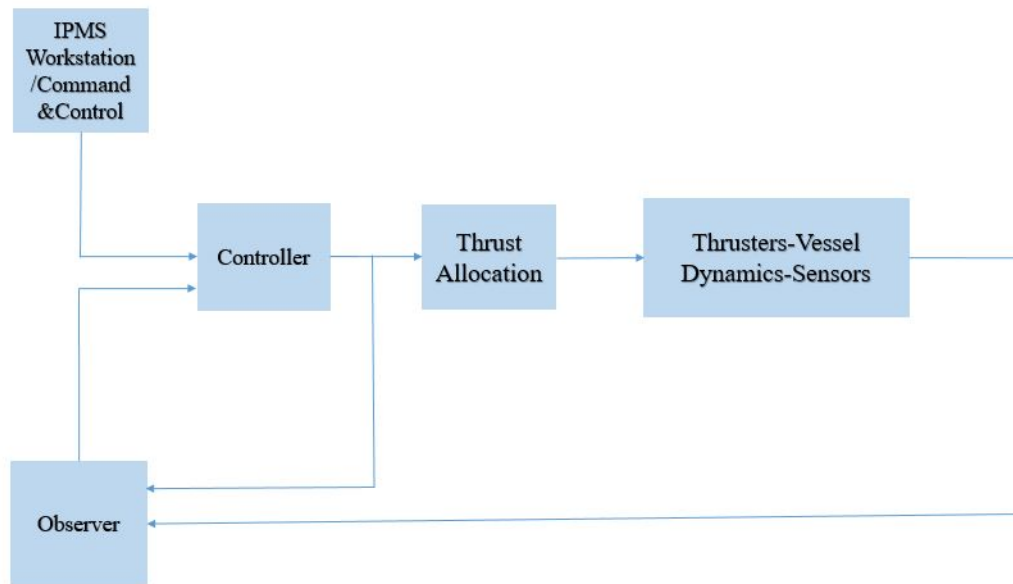 IPMS
Workstation
/Command
&Control
Controller
Thrust
Allocation
Thrusters-Vessel
Dynamics-Sensors
Observer